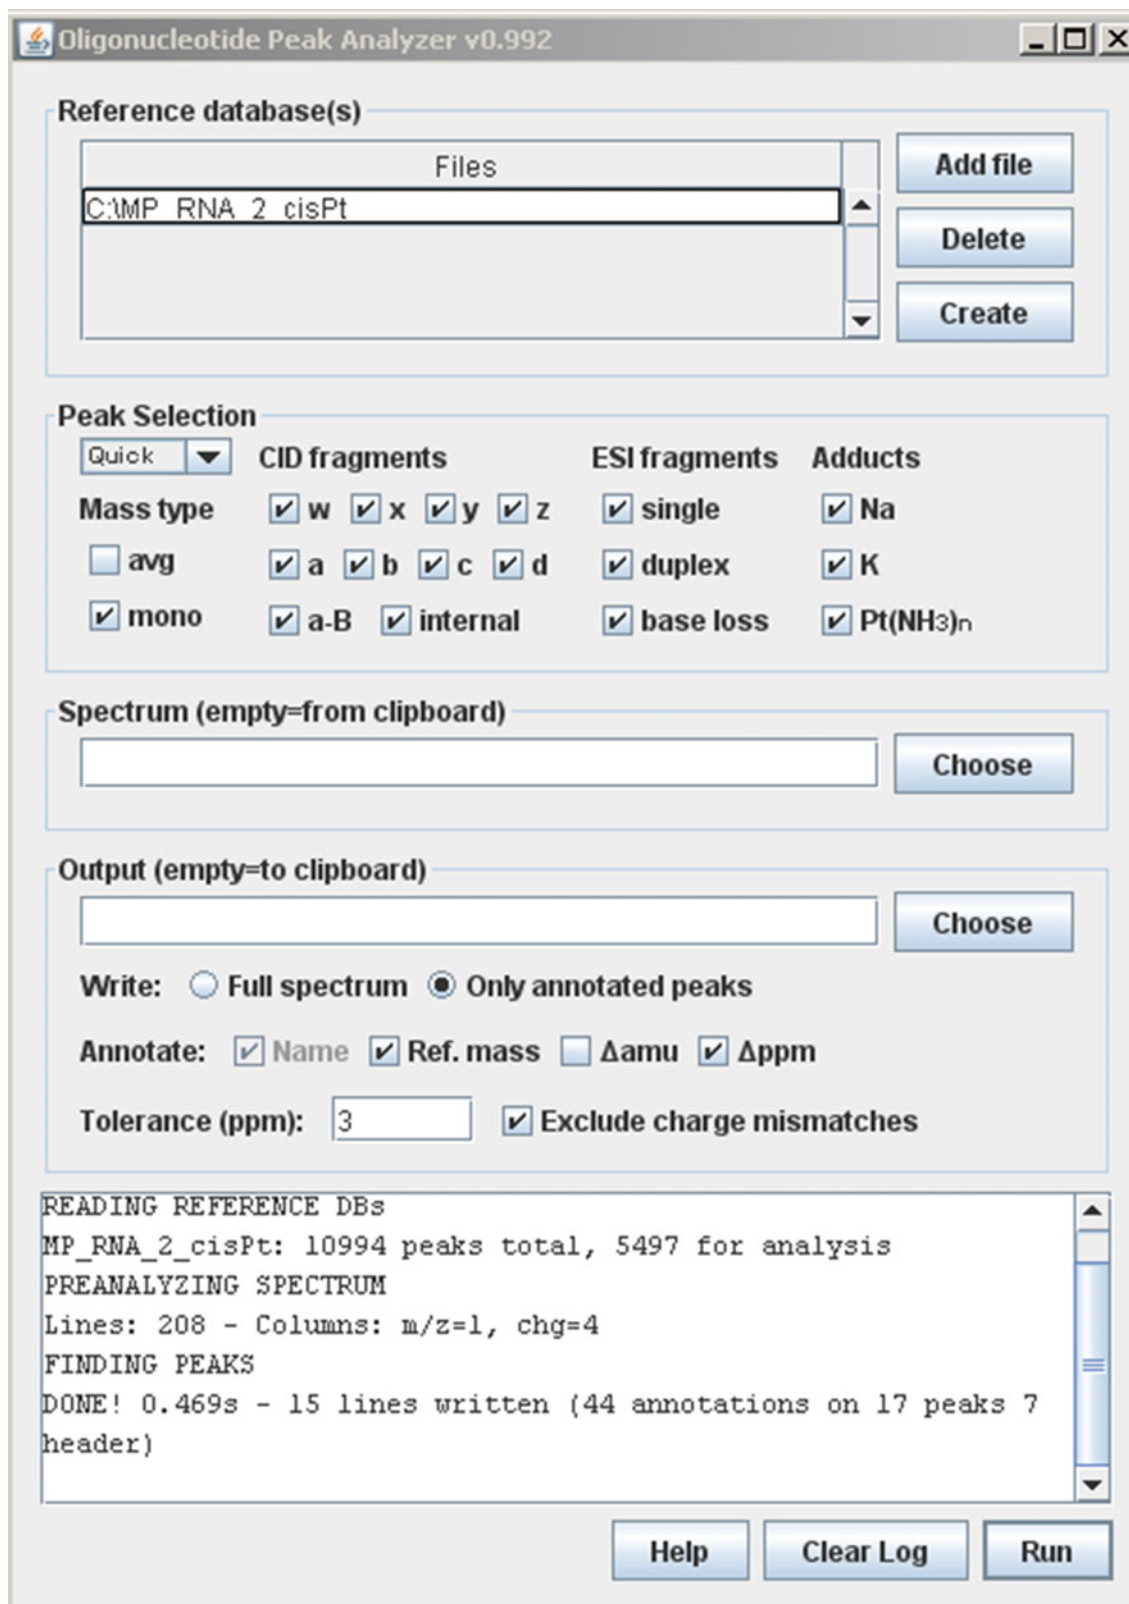 Oligonucleotide Peak Analyzer v0.992
Reference database(s)
Files
Add file
C:\MP_RNA_2_cisPt
Delete
Create
Peak Selection
Quick CID fragments ESI fragments Adducts
Mass type w x y z single Na
avg a b c d duplex K
mono a-B internal base loss Pt(NH3)n
Spectrum (empty=from clipboard)
Choose
Output (empty=to clipboard)
Choose
Write: Full spectrum Only annotated peaks
Annotate: Name Ref. mass Δamu Δppm
Tolerance (ppm): 3 Exclude charge mismatches
READING REFERENCE DBs
MP_RNA_2_cisPt: 10994 peaks total, 5497 for analysis
PREANALYZING SPECTRUM
Lines: 208 - Columns: m/z=1, chg=4
FINDING PEAKS
DONE! 0.469s - 15 lines written (44 annotations on 17 peaks 7
header)
Help Clear Log Run